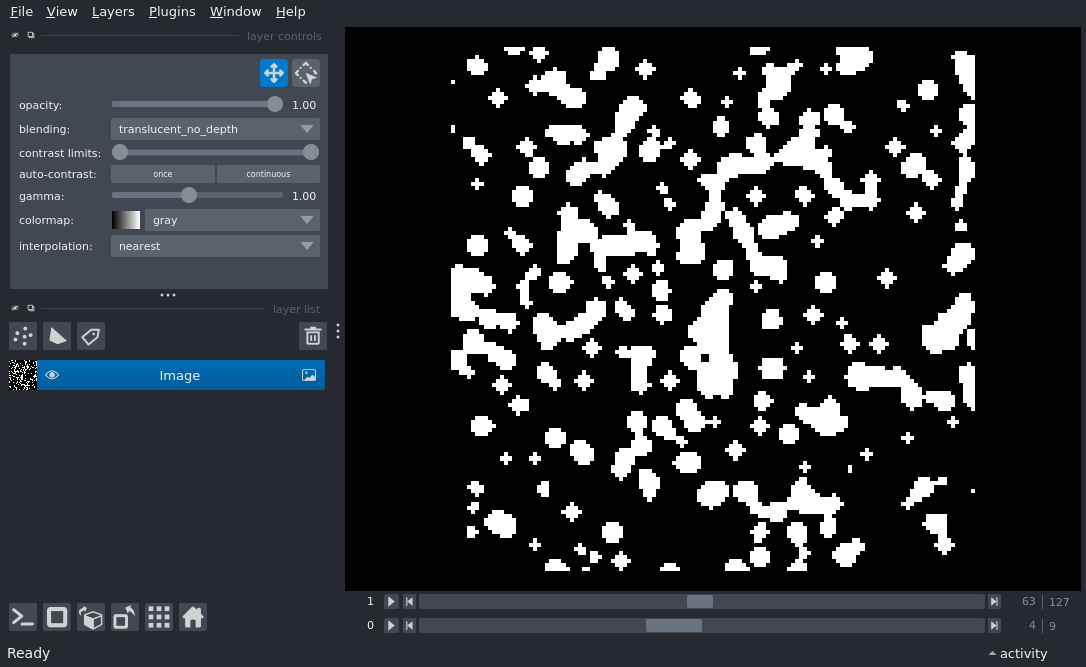 File View Layers Plugins Window Help
layer controls
opacity: 1.00
blending: translucent_no_depth
contrast limits:
auto-contrast: once continuous
gamma: 1.00
colormap: gray
interpolation: nearest
layer list
Image
1 63 127
0 4 9
Ready activity